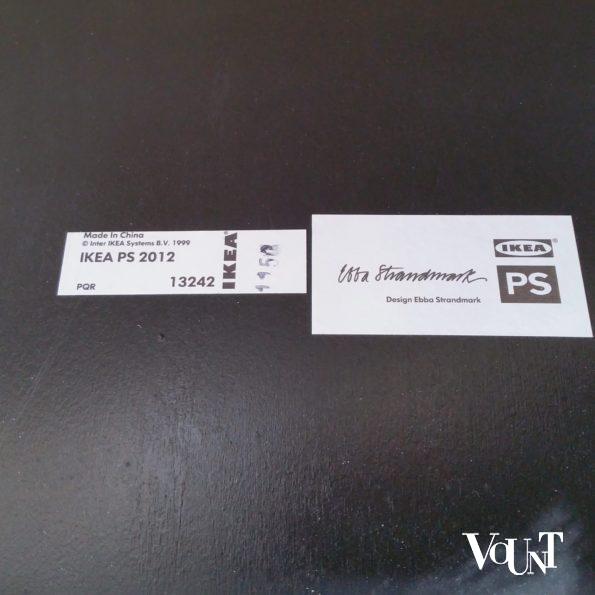 Made In China
© Inter IKEA Systems B.V. 1999
IKEA PS 2012
PQR
13242
IKEA®
IKEA®
PS
Ebba Strandmark
Design Ebba Strandmark
VOUNT